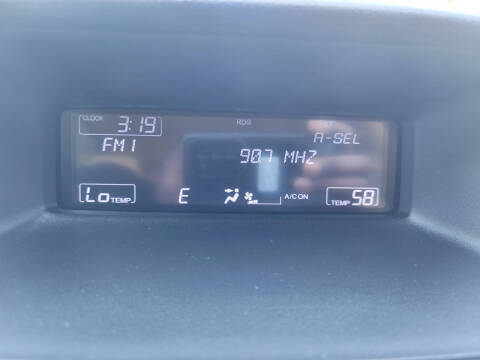 CLOCK 3:19 RDS
A-SEL
FM1
90.7 MHZ
Lo TEMP E A/C ON TEMP 58